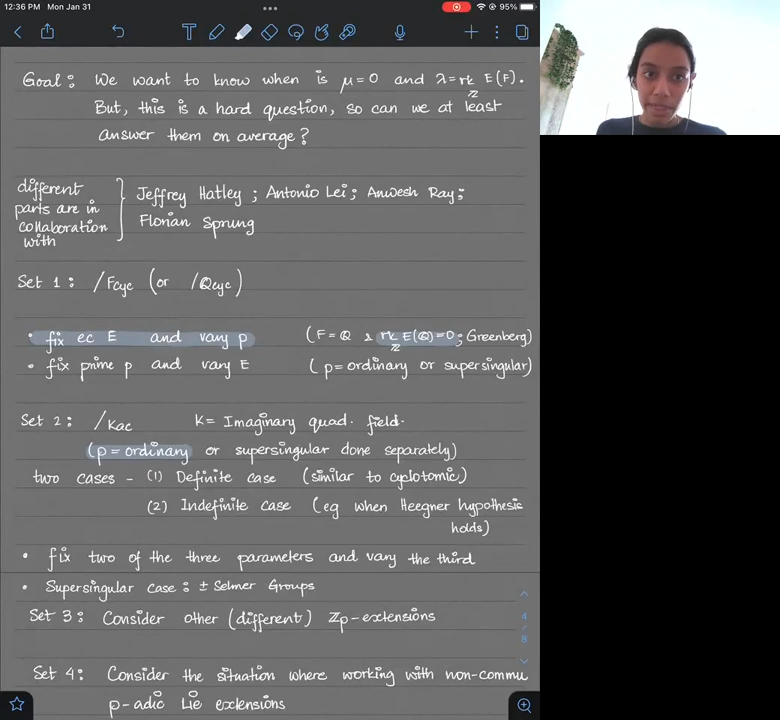 12:36 PM Mon Jan 31
95%
Goal: We want to know when is μ=0 and λ=rk_ℤ E(F).
But, this is a hard question, so can we at least
answer them on average?
different
parts are in
collaboration
with
Jeffrey Hatley; Antonio Lei; Anwesh Ray;
Florian Sprung
Set 1: /Fcyc (or /ℚcyc)
• fix ec E and vary p (F=ℚ & rk_ℤ E(ℚ)=0; Greenberg)
• fix prime p and vary E (p=ordinary or supersingular)
Set 2: /Kac K= Imaginary quad. field.
(p=ordinary or supersingular done separately)
two cases - (1) Definite case (similar to cyclotomic)
(2) Indefinite case (eg when Heegner hypothesis
holds)
• fix two of the three parameters and vary the third
• Supersingular case: ± Selmer Groups
Set 3: Consider other (different) ℤp-extensions
4
/
8
Set 4: Consider the situation where working with non-commu
p-adic Lie extensions